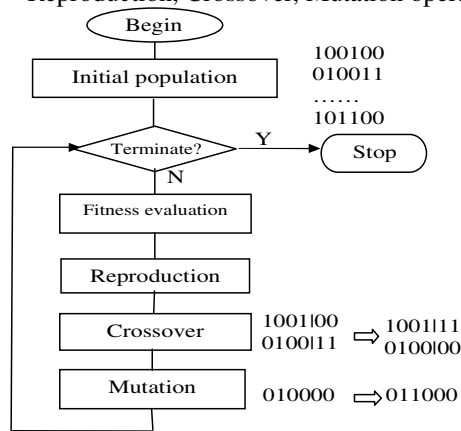 Reproduction, Crossover, Mutation oper
Begin
Initial population
100100
010011
......
101100
Terminate?
Y
Stop
N
Fitness evaluation
Reproduction
Crossover
1001|00 ⇨ 1001|11
0100|11 0100|00
Mutation
010000 ⇨ 011000